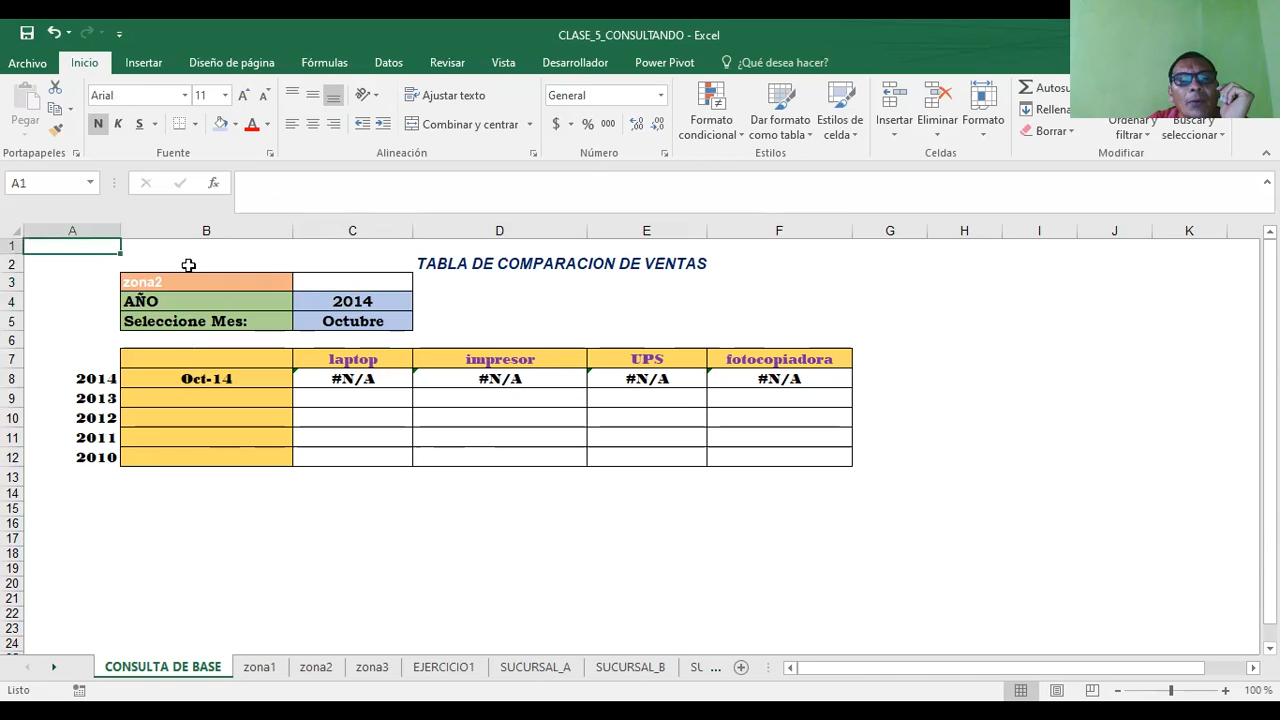 CLASE_5_CONSULTANDO - Excel
Archivo Inicio Insertar Diseño de página Fórmulas Datos Revisar Vista Desarrollador Power Pivot ¿Qué desea hacer?
Pegar
Arial 11
N K S
Ajustar texto
Combinar y centrar
General
$ % 000
Formato condicional
Dar formato como tabla
Estilos de celda
Insertar Eliminar Formato
Autosu
Rellena
Borrar
Ordenar y filtrar
Buscar y seleccionar
Portapapeles Fuente Alineación Número Estilos Celdas Modificar
A1
fx
A B C D E F G H I J K
1
2 TABLA DE COMPARACION DE VENTAS
3 zona2
4 AÑO 2014
5 Seleccione Mes: Octubre
6
7 laptop impresor UPS fotocopiadora
8 2014 Oct-14 #N/A #N/A #N/A #N/A
9 2013
10 2012
11 2011
12 2010
13
14
15
16
17
18
19
20
21
22
23
24
CONSULTA DE BASE zona1 zona2 zona3 EJERCICIO1 SUCURSAL_A SUCURSAL_B SU ...
Listo
100 %